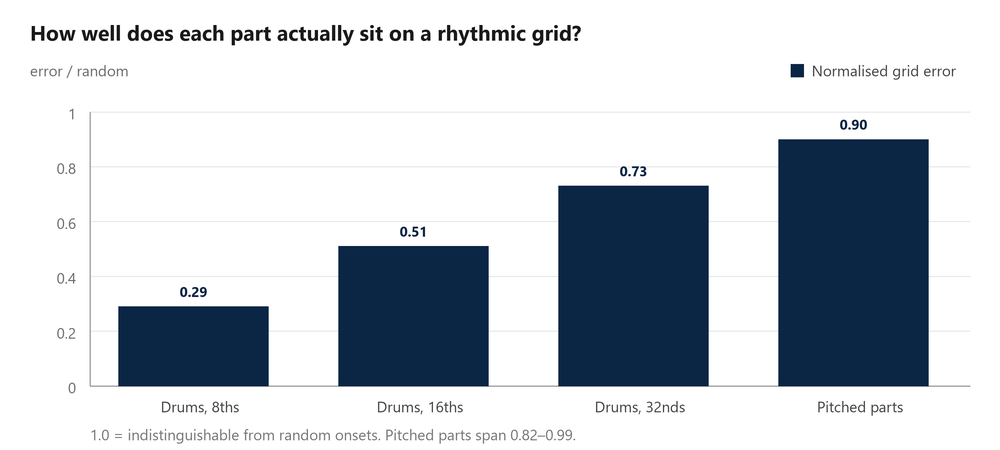 How well does each part actually sit on a rhythmic grid?
error / random
Normalised grid error
1
0.8
0.6
0.4
0.2
0
0.29
0.51
0.73
0.90
Drums, 8ths
Drums, 16ths
Drums, 32nds
Pitched parts
1.0 = indistinguishable from random onsets. Pitched parts span 0.82–0.99.